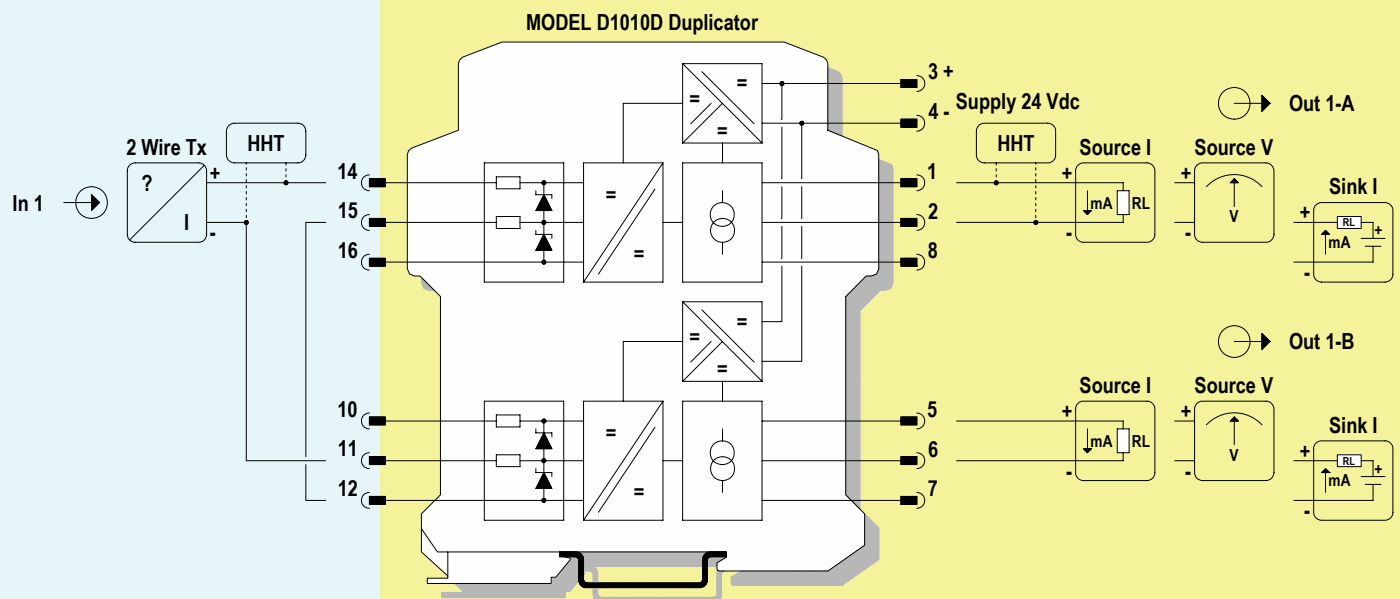 MODEL D1010D Duplicator
3 +
4 -
Supply 24 Vdc
Out 1-A
2 Wire Tx
HHT
HHT
Source I
Source V
Sink I
In 1
?
I
+
-
14
15
16
=
=
=
=
=
1
2
8
+
-
mA
RL
+
-
V
+
-
RL
mA
+
=
=
=
Out 1-B
Source I
Source V
Sink I
10
11
12
=
=
5
6
7
+
-
mA
RL
+
-
V
+
-
RL
mA
+